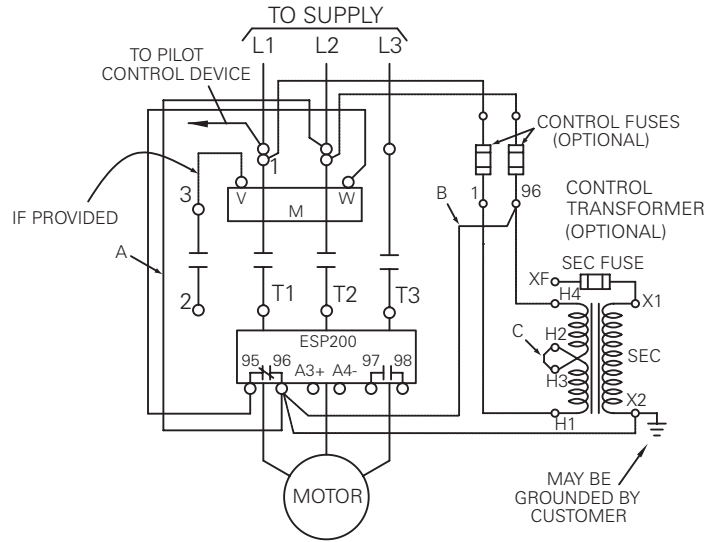 TO SUPPLY
L1 L2 L3
TO PILOT
CONTROL DEVICE
CONTROL FUSES
(OPTIONAL)
1
3
V
M
W
IF PROVIDED
B
1
96
CONTROL
TRANSFORMER
(OPTIONAL)
A
SEC FUSE
XF
H4
X1
2
T1
T2
T3
ESP200
95 96 A3+ A4- 97 98
C
H2
H3
SEC
H1
X2
MOTOR
MAY BE
GROUNDED BY
CUSTOMER